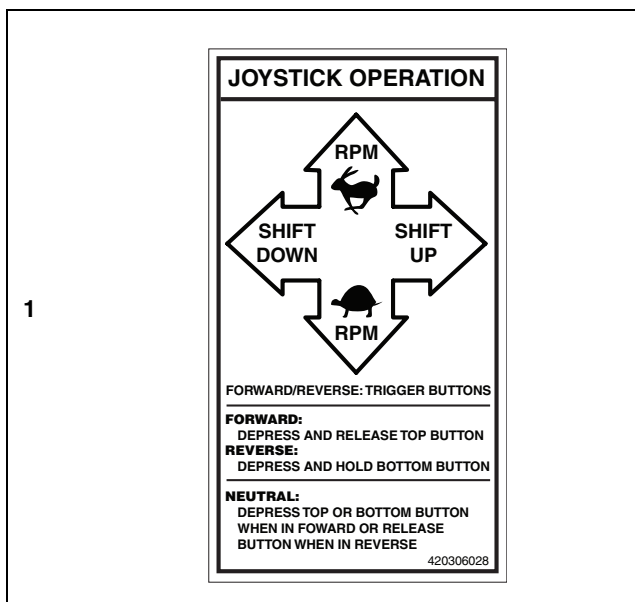 JOYSTICK OPERATION
RPM
SHIFT
DOWN
SHIFT
UP
RPM
1
FORWARD/REVERSE: TRIGGER BUTTONS
FORWARD:
DEPRESS AND RELEASE TOP BUTTON
REVERSE:
DEPRESS AND HOLD BOTTOM BUTTON
NEUTRAL:
DEPRESS TOP OR BOTTOM BUTTON
WHEN IN FOWARD OR RELEASE
BUTTON WHEN IN REVERSE
420306028